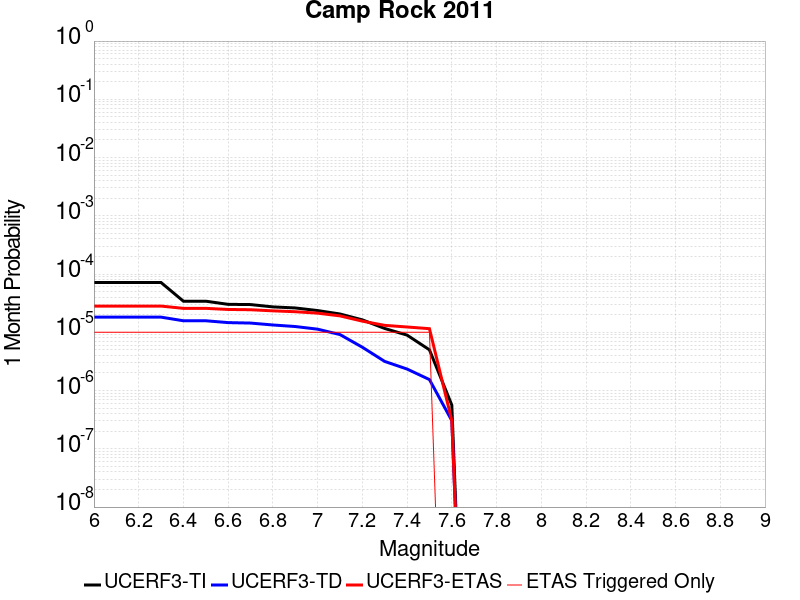 Camp Rock 2011
1 Month Probability
10^0
10^-1
10^-2
10^-3
10^-4
10^-5
10^-6
10^-7
10^-8
6 6.2 6.4 6.6 6.8 7 7.2 7.4 7.6 7.8 8 8.2 8.4 8.6 8.8 9
Magnitude
UCERF3-TI UCERF3-TD UCERF3-ETAS ETAS Triggered Only